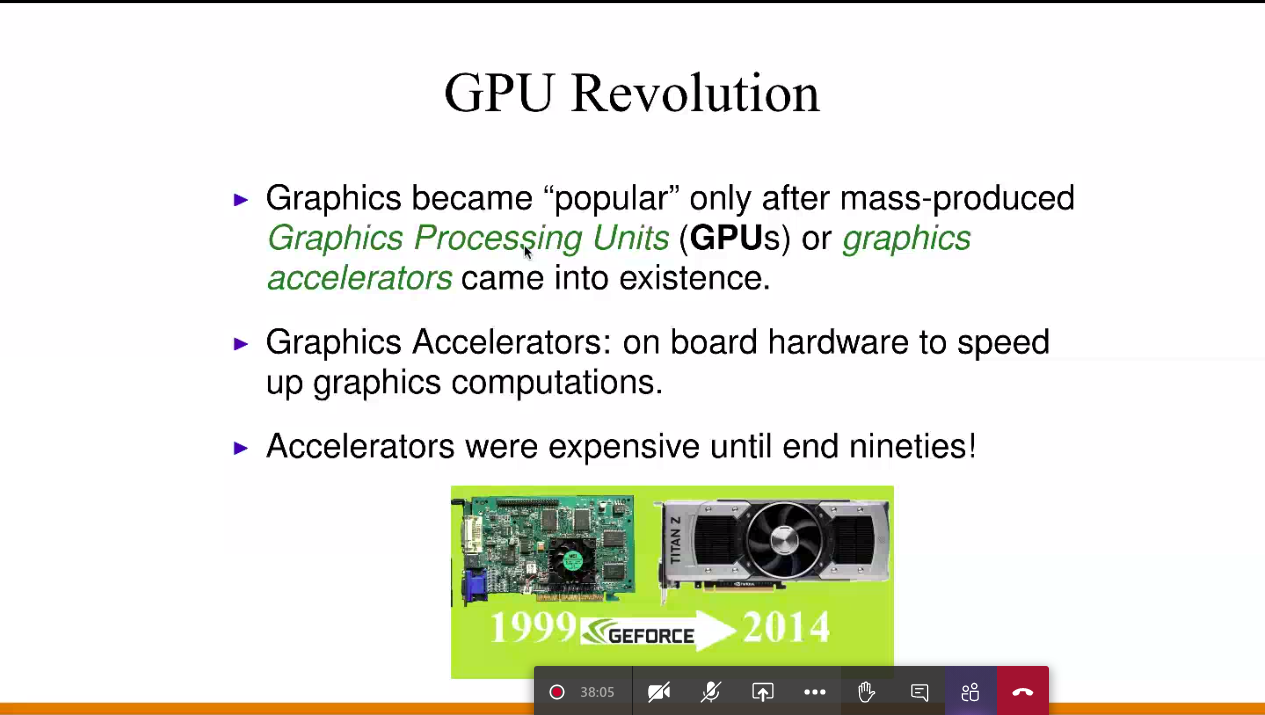 GPU Revolution
Graphics became “popular” only after mass-produced
Graphics Processing Units (GPUs) or graphics
accelerators came into existence.
Graphics Accelerators: on board hardware to speed
up graphics computations.
Accelerators were expensive until end nineties!
TITAN Z
1999 GEFORCE 2014
38:05